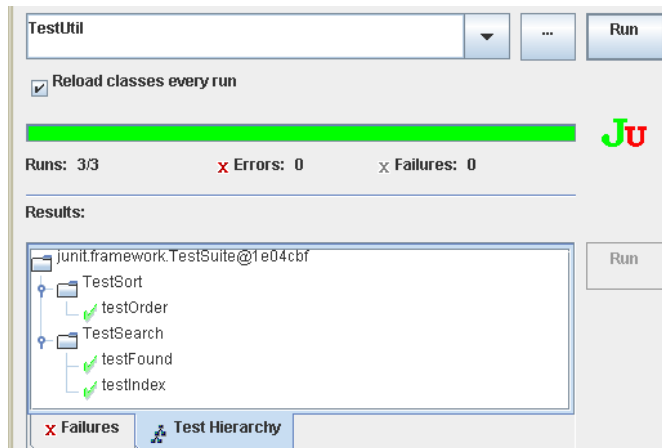 TestUtil
...
Run
Reload classes every run
JU
Runs: 3/3
x Errors: 0
x Failures: 0
Results:
junit.framework.TestSuite@1e04cbf
Run
TestSort
testOrder
TestSearch
testFound
testIndex
x Failures
Test Hierarchy